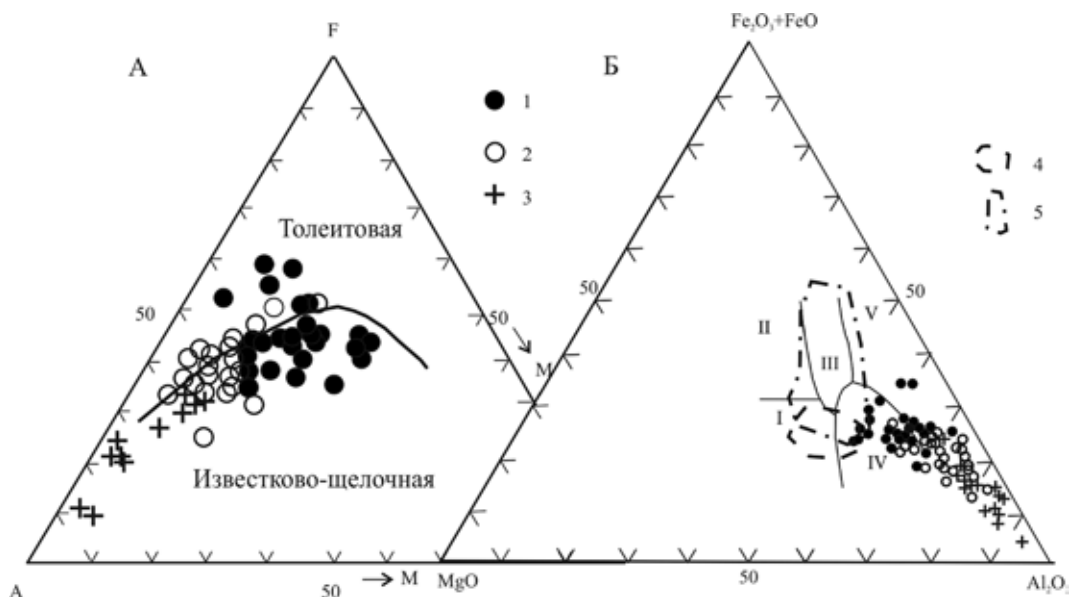 Fe₂O₃+FeO
F
А
Б
1
2
3
4
5
Толеитовая
50
50
50
50
II
V
III
I
IV
M
Известково-щелочная
A
50
M
MgO
50
Al₂O₃